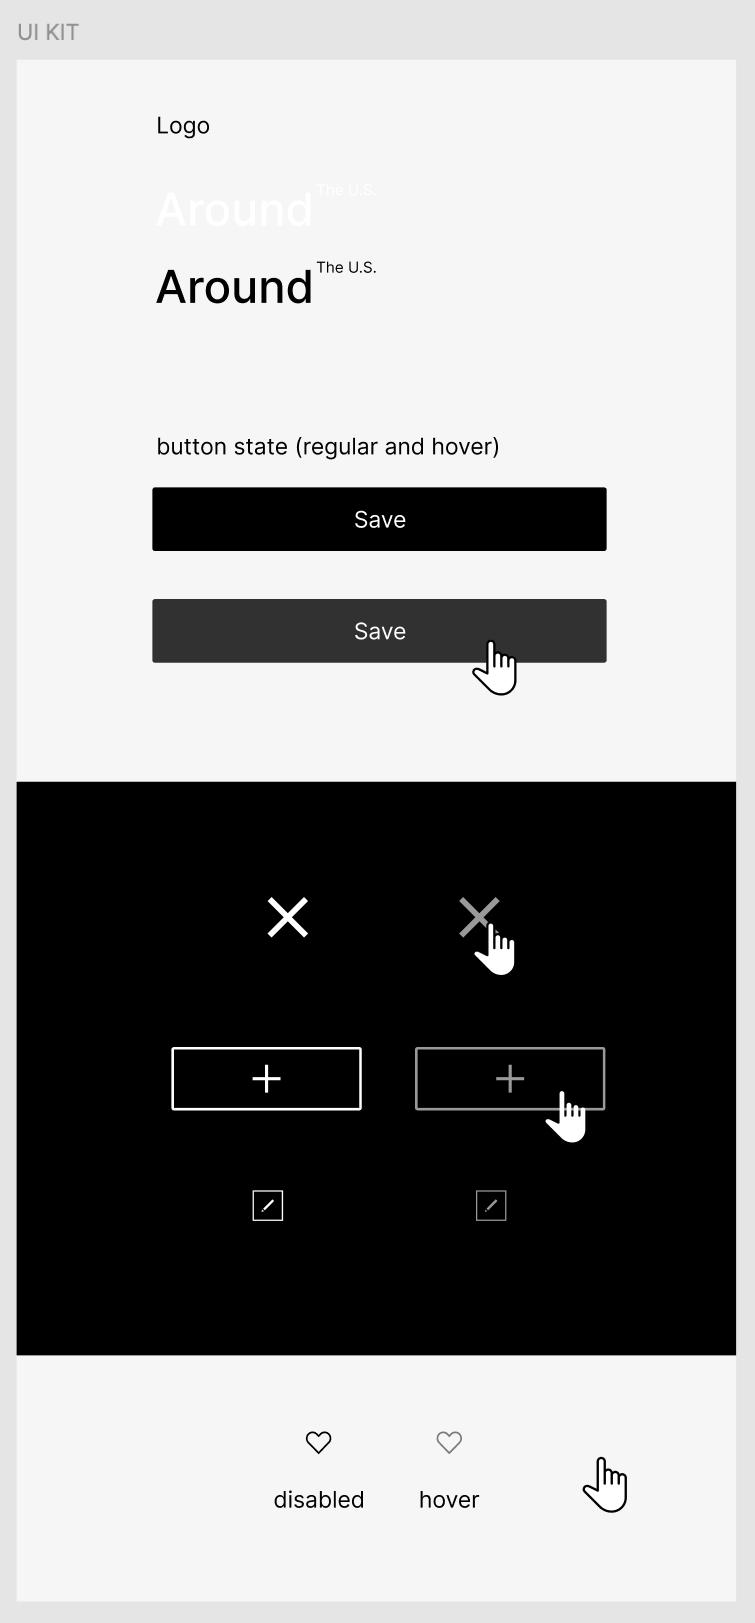 UI KIT
Logo
Around The U.S.
Around The U.S.
button state (regular and hover)
Save
Save
disabled hover